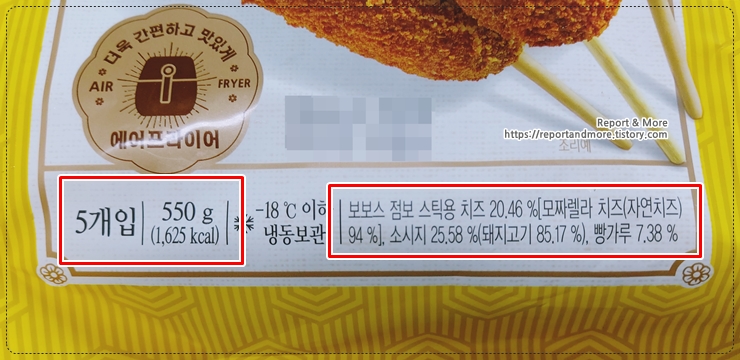 더욱 간편하고 맛있게
AIR FRYER
에어프라이어
Report & More
https://reportandmore.tistory.com
조리예
5개입
550 g
(1,625 kcal)
-18 ℃ 이하
냉동보관
보보스 점보 스틱용 치즈 20.46 %[모짜렐라 치즈(자연치즈)
94 %], 소시지 25.58 %(돼지고기 85.17 %), 빵가루 7.38 %